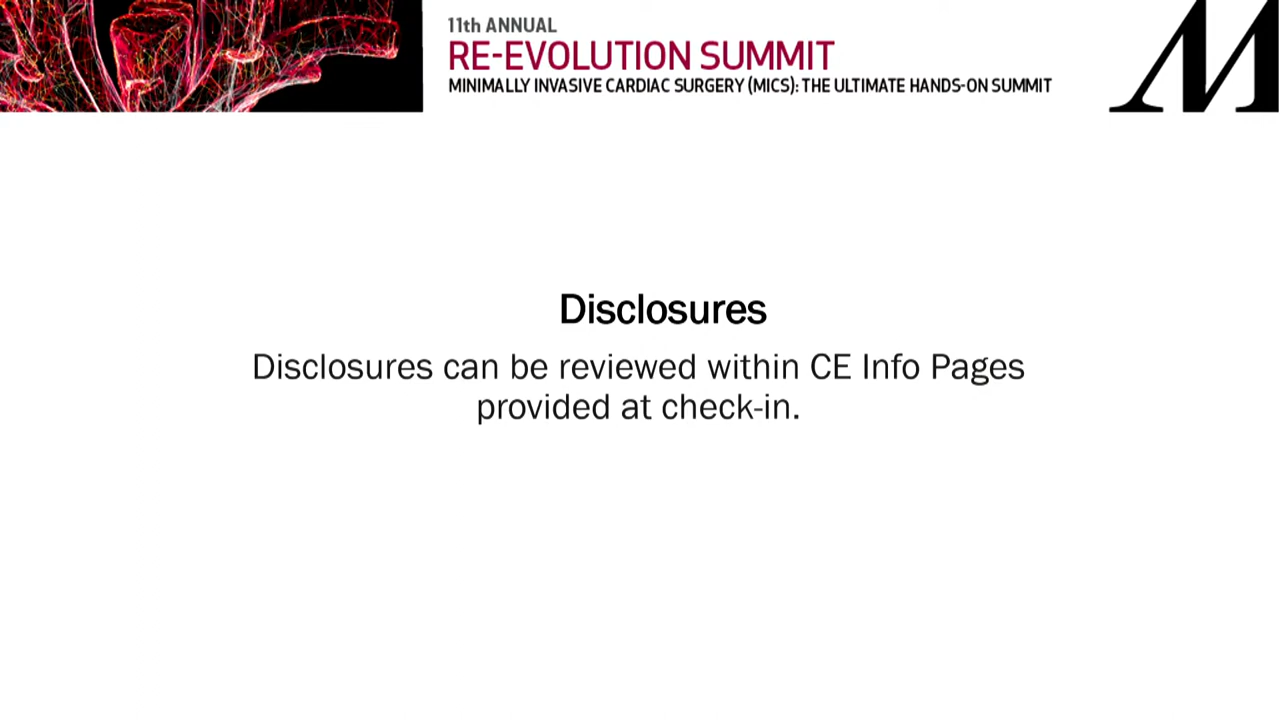 11th ANNUAL
RE-EVOLUTION SUMMIT
MINIMALLY INVASIVE CARDIAC SURGERY (MICS): THE ULTIMATE HANDS-ON SUMMIT
M
Disclosures
Disclosures can be reviewed within CE Info Pages
provided at check-in.